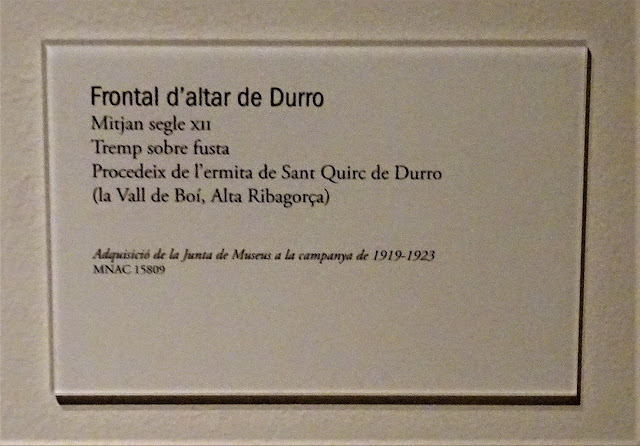 Frontal d'altar de Durro
Mitjan segle XII
Tremp sobre fusta
Procedeix de l'ermita de Sant Quirc de Durro
(la Vall de Boí, Alta Ribagorça)
Adquisició de la Junta de Museus a la campanya de 1919-1923
MNAC 15809